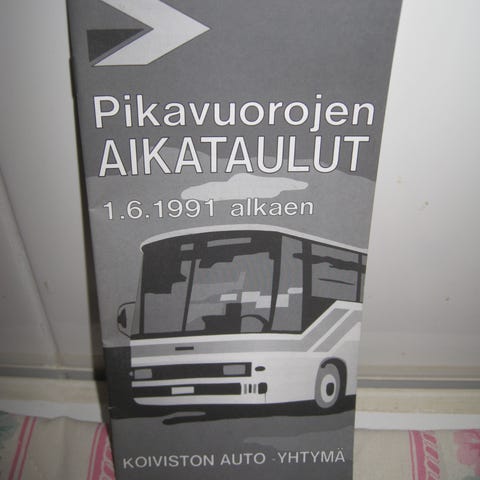 Pikavuorojen
AIKATAULUT
1.6.1991 alkaen
KOIVISTON AUTO -YHTYMÄ